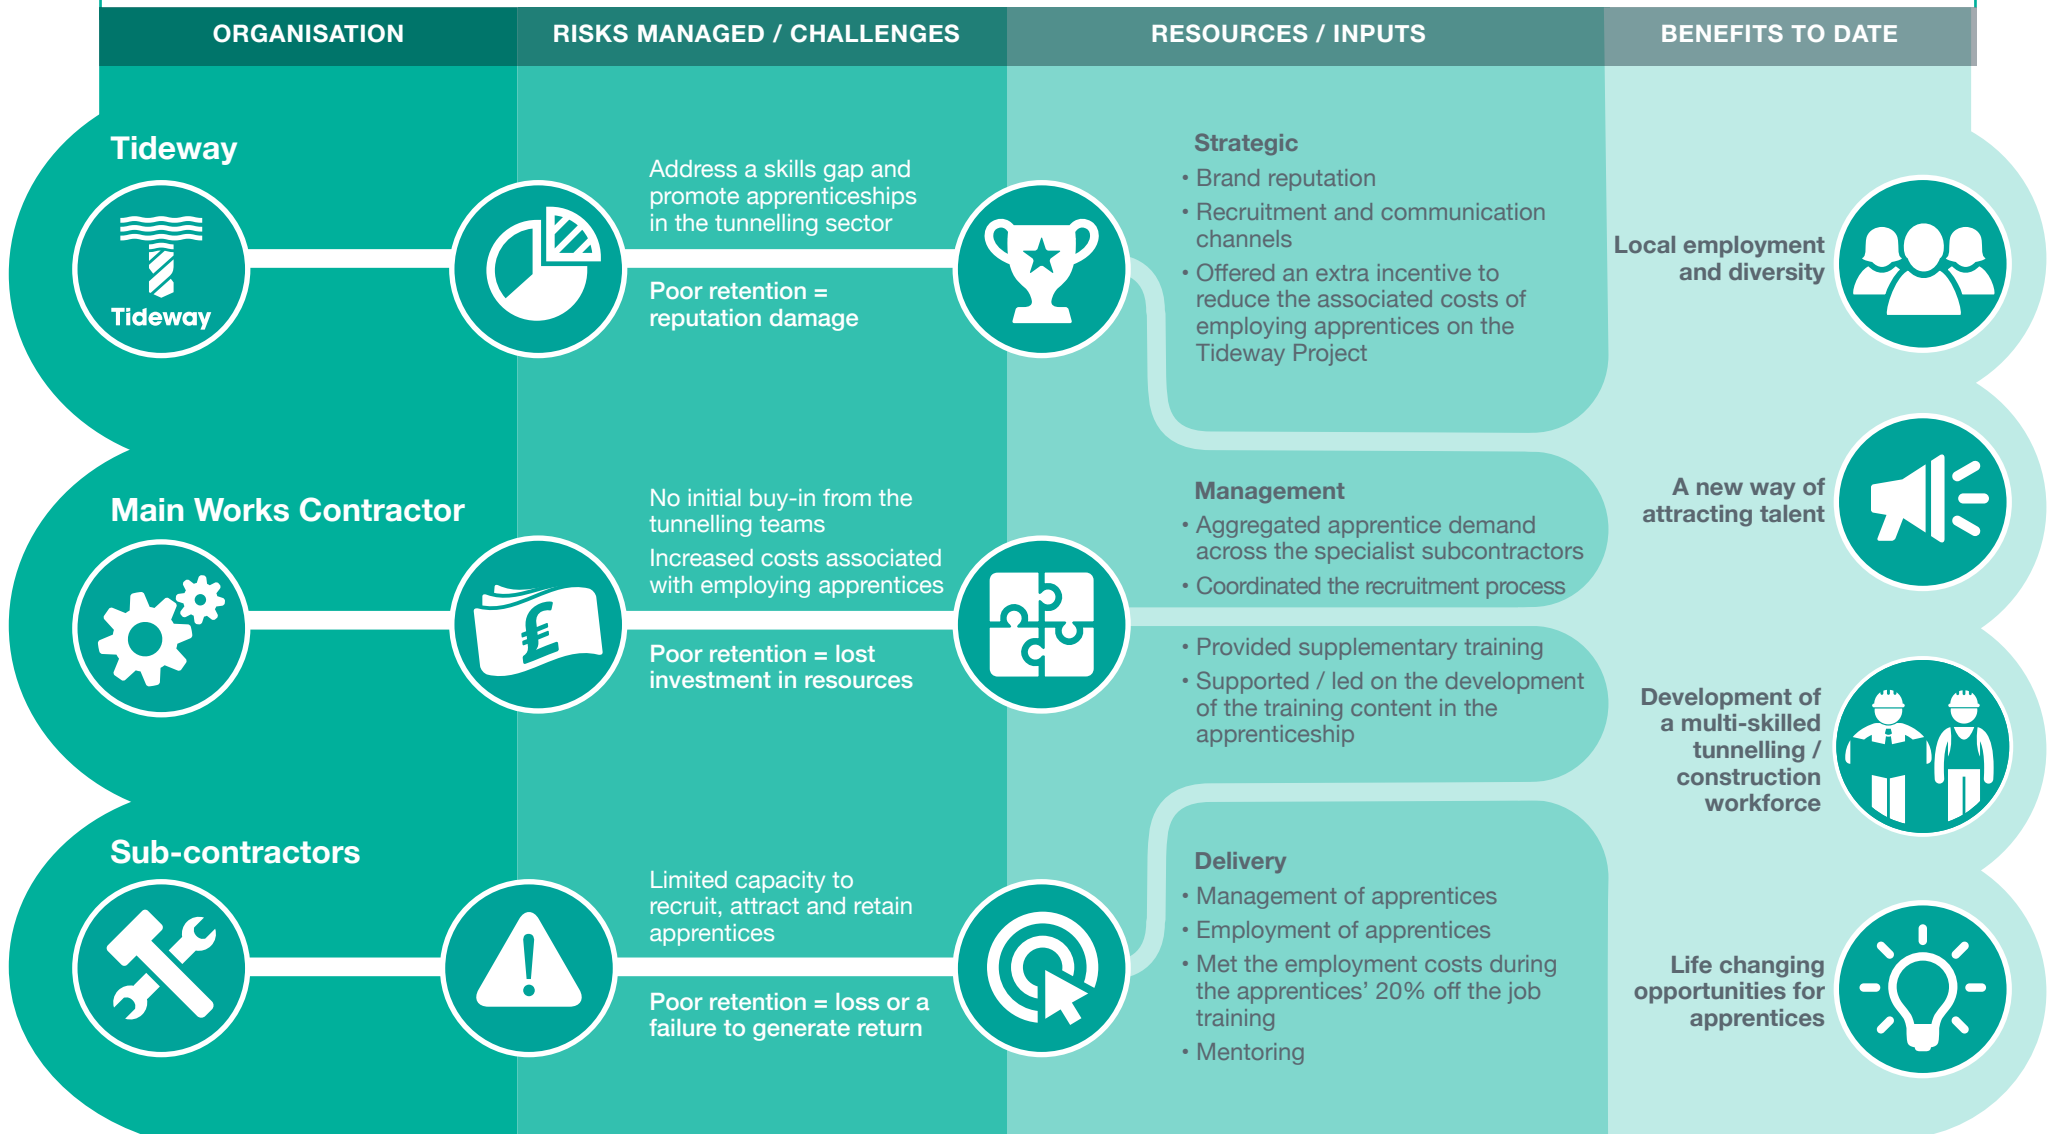 ORGANISATION
RISKS MANAGED / CHALLENGES
RESOURCES / INPUTS
BENEFITS TO DATE
Tideway
Tideway
Address a skills gap and
promote apprenticeships
in the tunnelling sector
Poor retention =
reputation damage
Strategic
• Brand reputation
• Recruitment and communication
channels
• Offered an extra incentive to
reduce the associated costs of
employing apprentices on the
Tideway Project
Main Works Contractor
No initial buy-in from the
tunnelling teams
Increased costs associated
with employing apprentices
£
Poor retention = lost
investment in resources
Management
• Aggregated apprentice demand
across the specialist subcontractors
• Coordinated the recruitment process
• Provided supplementary training
• Supported / led on the development
of the training content in the
apprenticeship
Sub-contractors
!
Limited capacity to
recruit, attract and retain
apprentices
Poor retention = loss or a
failure to generate return
Delivery
• Management of apprentices
• Employment of apprentices
• Met the employment costs during
the apprentices’ 20% off the job
training
• Mentoring
Local employment
and diversity
A new way of
attracting talent
Development of
a multi-skilled
tunnelling /
construction
workforce
Life changing
opportunities for
apprentices